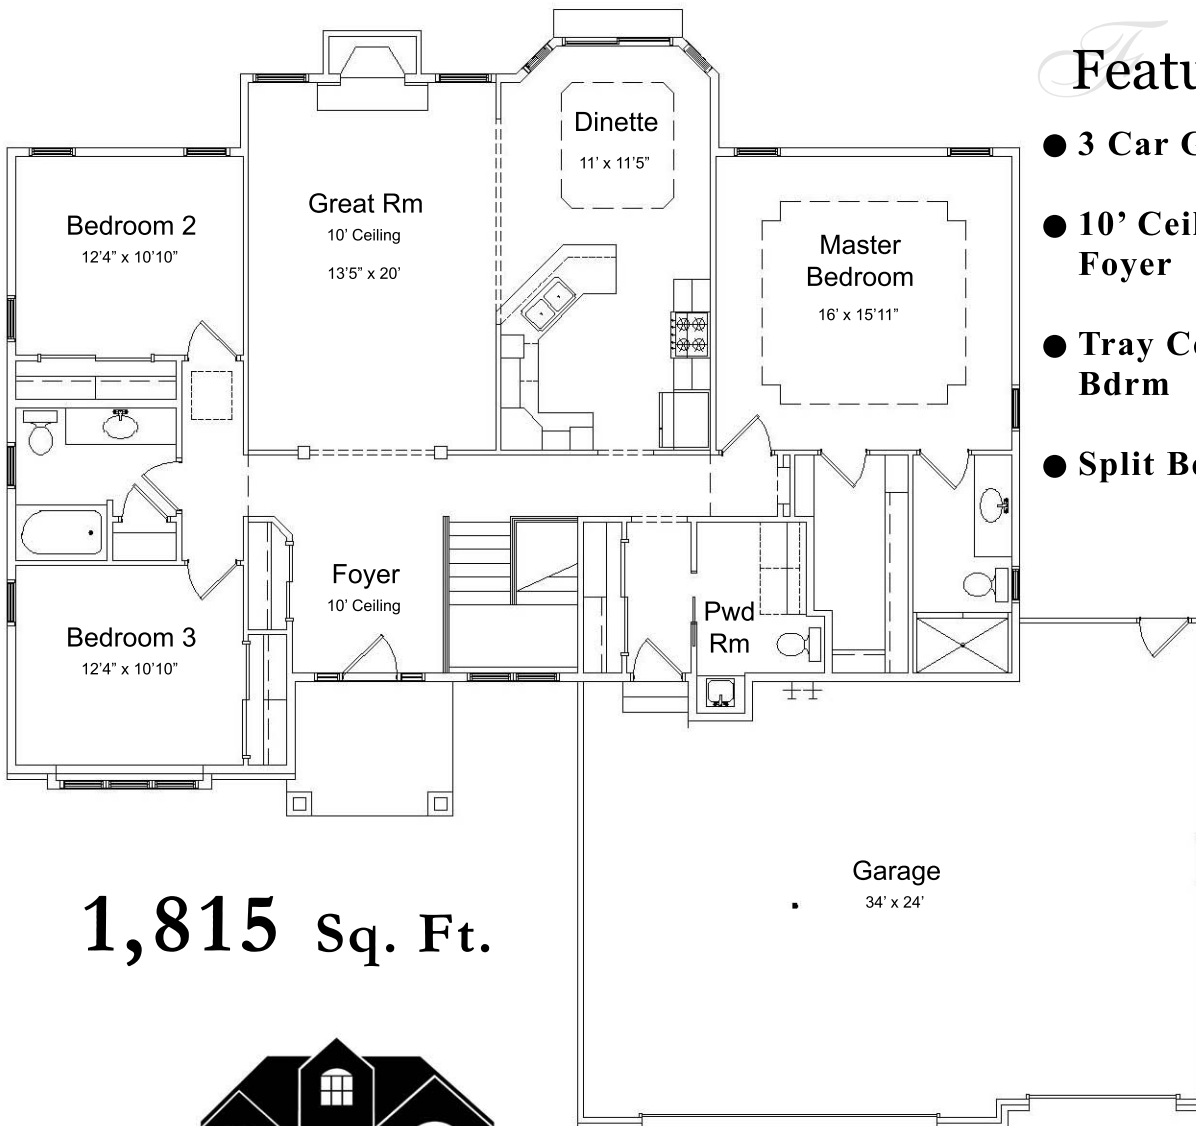 Featu
● 3 Car G
● 10’ Ceil
Foyer
● Tray Ce
Bdrm
● Split Be
Dinette
11’ x 11’5”
Great Rm
10’ Ceiling
13’5” x 20’
Bedroom 2
12’4” x 10’10”
Master
Bedroom
16’ x 15’11”
Foyer
10’ Ceiling
Pwd
Rm
Bedroom 3
12’4” x 10’10”
Garage
34’ x 24’
1,815 Sq. Ft.